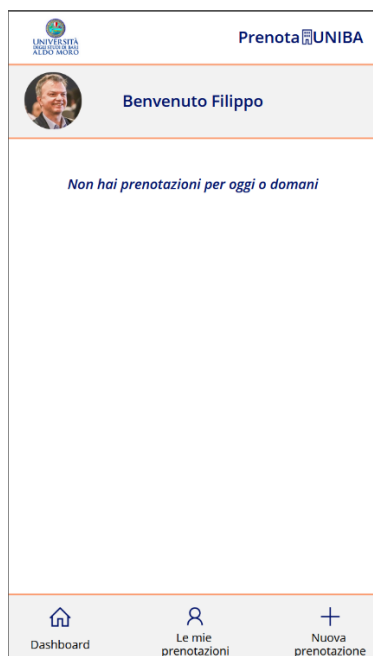 UNIVERSITÀ
DEGLI STUDI DI BARI
ALDO MORO
Prenota UNIBA
Benvenuto Filippo
Non hai prenotazioni per oggi o domani
Dashboard
Le mie
prenotazioni
Nuova
prenotazione